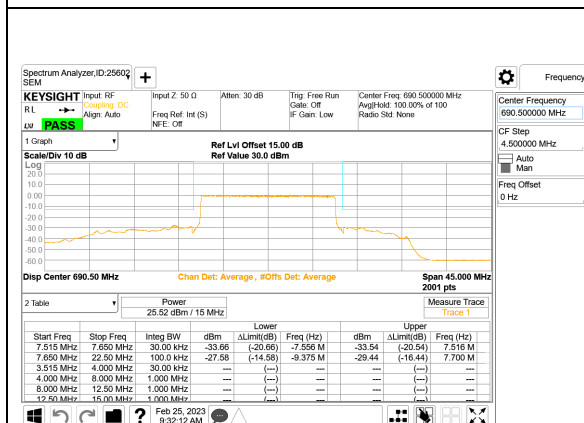 Spectrum Analyzer,ID:25602
SEM
+
Frequency
KEYSIGHT
R L
PASS
Input: RF
Coupling: DC
Align: Auto
Input Z: 50 Ω
Freq Ref: Int (S)
NFE: Off
Atten: 30 dB
Trig: Free Run
Gate: Off
IF Gain: Low
Center Freq: 690.500000 MHz
Avg|Hold: 100.00% of 100
Radio Std: None
Center Frequency
690.500000 MHz
CF Step
4.500000 MHz
Auto
Man
Freq Offset
0 Hz
1 Graph
Scale/Div 10 dB
Ref Lvl Offset 15.00 dB
Ref Value 30.0 dBm
Log
20.0
10.0
0.00
-10.0
-20.0
-30.0
-40.0
-50.0
-60.0
Disp Center 690.50 MHz
Chan Det: Average, #Offs Det: Average
Span 45.000 MHz
2001 pts
2 Table
Power
25.52 dBm / 15 MHz
Measure Trace
Trace 1
Lower Upper
Start Freq Stop Freq Integ BW dBm ΔLimit(dB) Freq (Hz) dBm ΔLimit(dB) Freq (Hz)
7.515 MHz 7.650 MHz 30.00 kHz -33.66 (-20.66) -7.556 M -33.54 (-20.54) 7.516 M
7.650 MHz 22.50 MHz 100.0 kHz -27.58 (-14.58) -9.375 M -29.44 (-16.44) 7.700 M
3.515 MHz 4.000 MHz 30.00 kHz --- (---) --- --- (---) ---
4.000 MHz 8.000 MHz 1.000 MHz --- (---) --- --- (---) ---
8.000 MHz 12.50 MHz 1.000 MHz --- (---) --- --- (---) ---
12.50 MHz 15.00 MHz 1.000 MHz --- (---) --- --- (---) ---
? Feb 25, 2023
9:32:12 AM